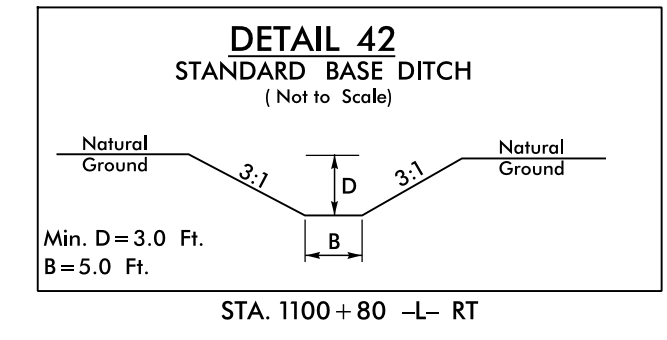 DETAIL 42
STANDARD BASE DITCH
( Not to Scale)
Natural
Ground
3:1
D
3:1
Natural
Ground
Min. D=3.0 Ft.
B
B=5.0 Ft.
STA. 1100+80 -L- RT